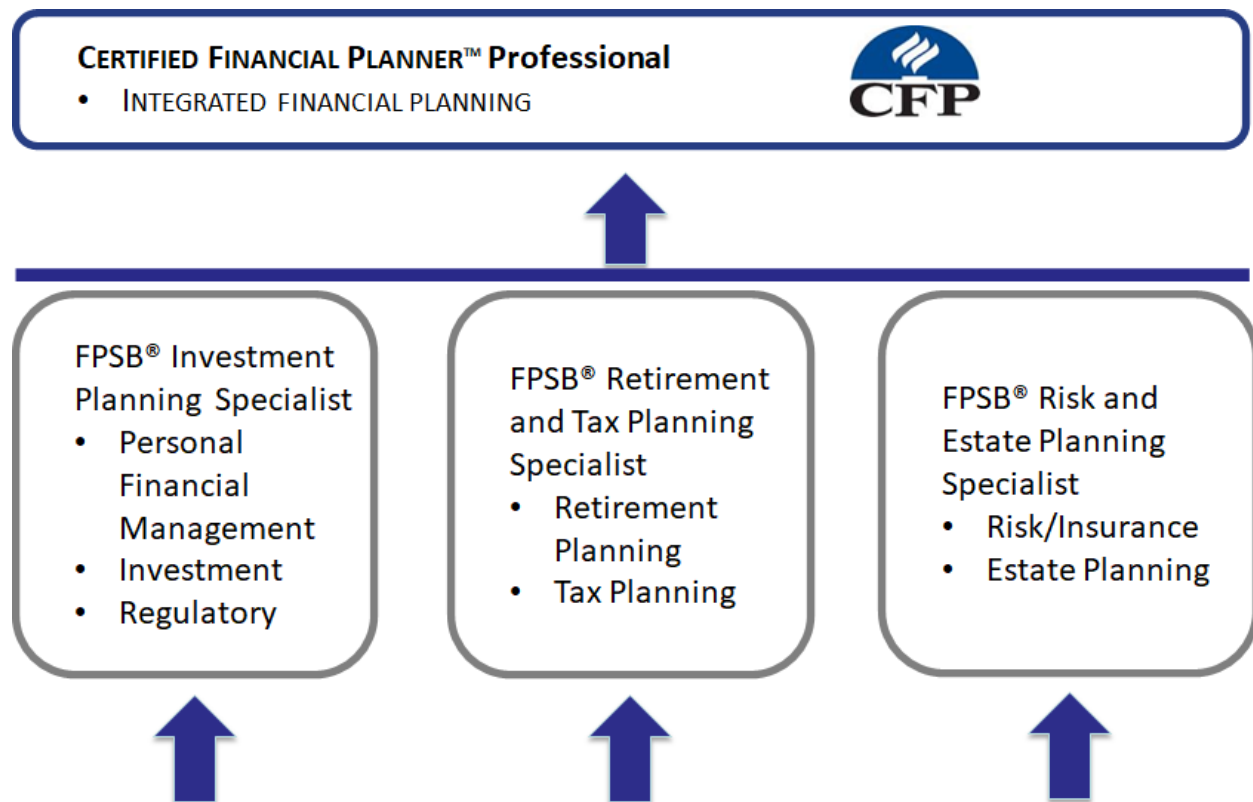 CERTIFIED FINANCIAL PLANNER™ Professional
• INTEGRATED FINANCIAL PLANNING
CFP
FPSB® Investment
Planning Specialist
• Personal
Financial
Management
• Investment
• Regulatory
FPSB® Retirement
and Tax Planning
Specialist
• Retirement
Planning
• Tax Planning
FPSB® Risk and
Estate Planning
Specialist
• Risk/Insurance
• Estate Planning